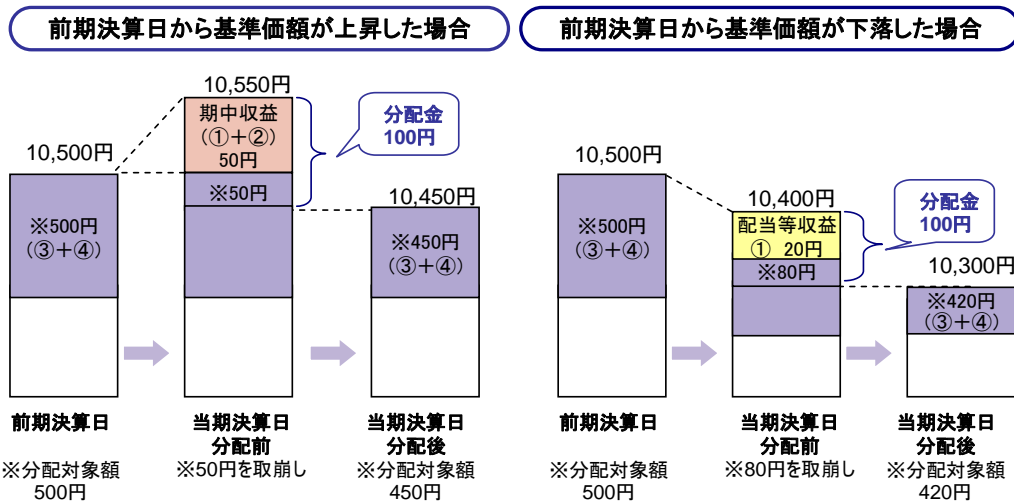 前期決算日から基準価額が上昇した場合
10,550円
期中収益
(①+②)
50円
分配金
100円
10,500円
※50円
10,450円
※500円
(③+④)
※450円
(③+④)
前期決算日
当期決算日
分配前
当期決算日
分配後
※分配対象額
500円
※50円を取崩し
※分配対象額
450円
前期決算日から基準価額が下落した場合
10,500円
10,400円
分配金
100円
※500円
(③+④)
配当等収益
① 20円
※80円
10,300円
※420円
(③+④)
前期決算日
当期決算日
分配前
当期決算日
分配後
※分配対象額
500円
※80円を取崩し
※分配対象額
420円